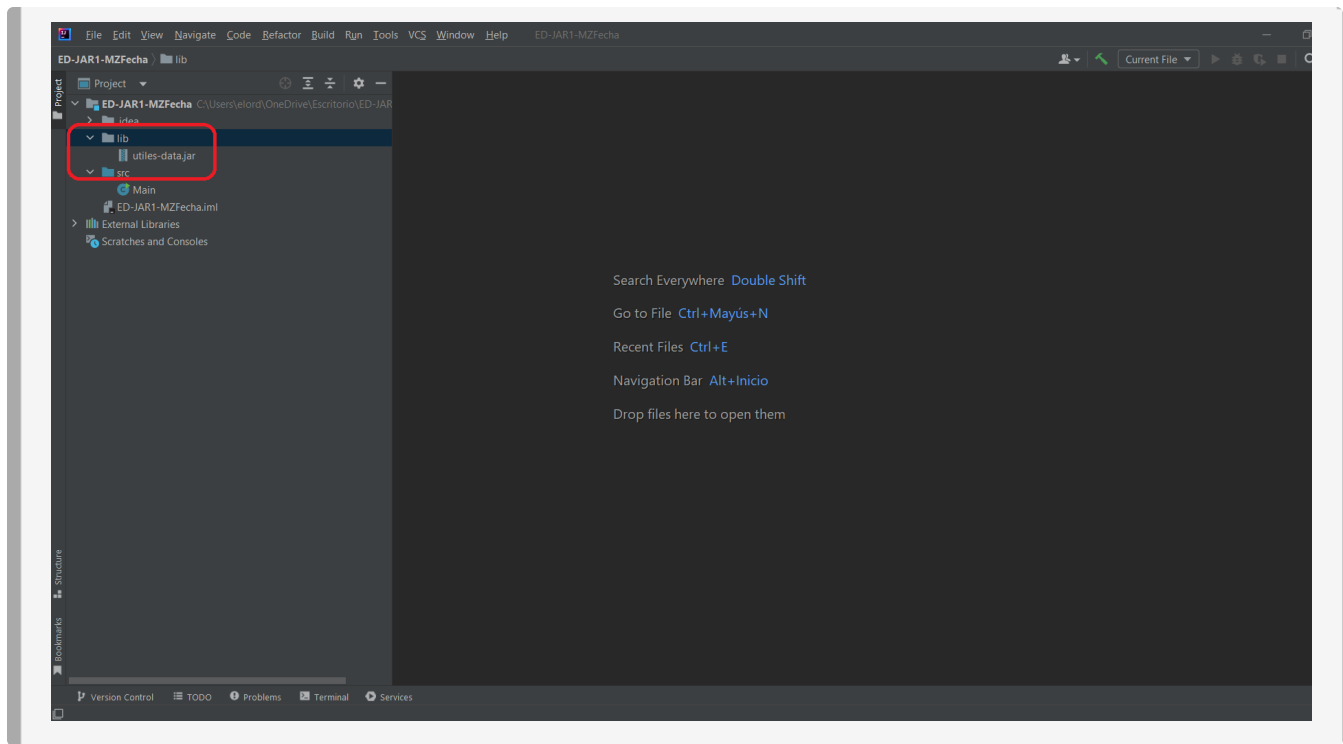 File Edit View Navigate Code Refactor Build Run Tools VCS Window Help ED-JAR1-MZFecha
ED-JAR1-MZFecha lib
Current File
Project
Project
ED-JAR1-MZFecha C:\Users\elord\OneDrive\Escritorio\ED-JAR
.idea
lib
utiles-data.jar
src
Main
ED-JAR1-MZFecha.iml
External Libraries
Scratches and Consoles
Search Everywhere Double Shift
Go to File Ctrl+Mayús+N
Recent Files Ctrl+E
Navigation Bar Alt+Inicio
Drop files here to open them
Structure
Bookmarks
Version Control TODO Problems Terminal Services